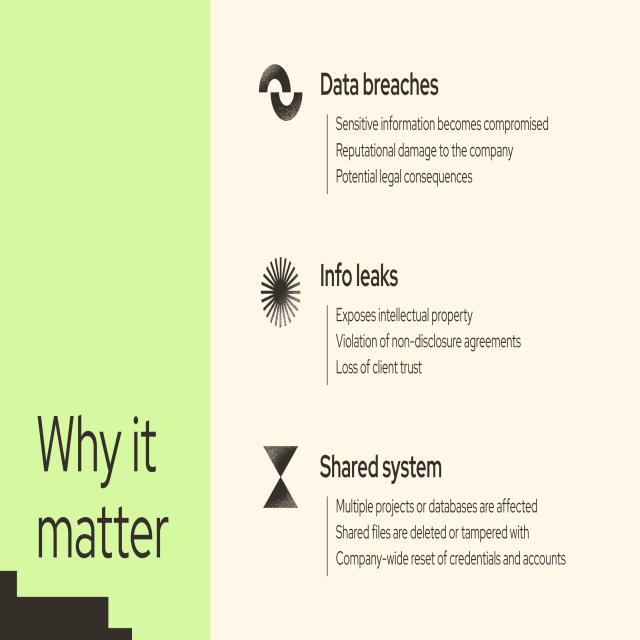 Why it
matter
Data breaches
Sensitive information becomes compromised
Reputational damage to the company
Potential legal consequences
Info leaks
Exposes intellectual property
Violation of non-disclosure agreements
Loss of client trust
Shared system
Multiple projects or databases are affected
Shared files are deleted or tampered with
Company-wide reset of credentials and accounts